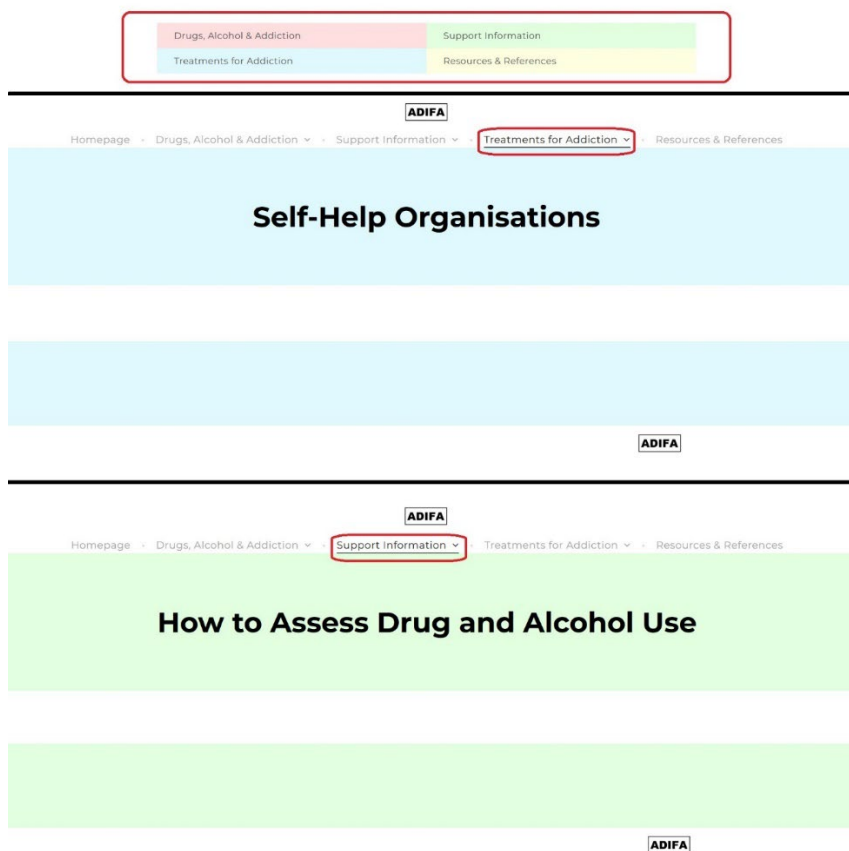 Drugs, Alcohol & Addiction Support Information
Treatments for Addiction Resources & References
ADIFA
Homepage Drugs, Alcohol & Addiction Support Information Treatments for Addiction Resources & References
Self-Help Organisations
ADIFA
ADIFA
Homepage Drugs, Alcohol & Addiction Support Information Treatments for Addiction Resources & References
How to Assess Drug and Alcohol Use
ADIFA